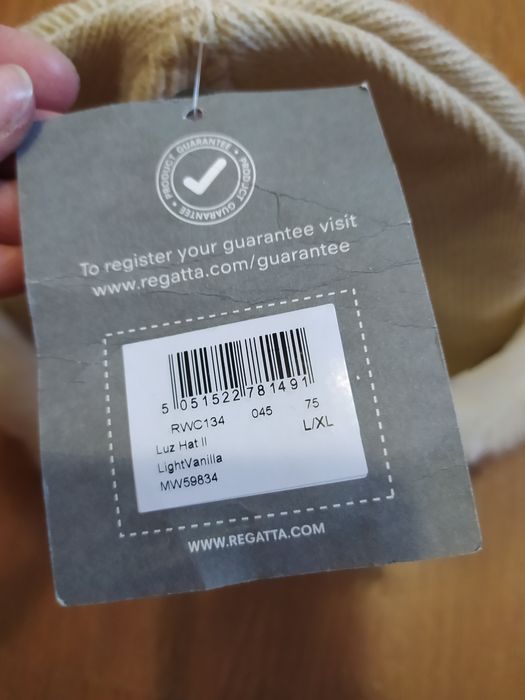 PRODUCT GUARANTEE • PRODUCT GUARANTEE •
To register your guarantee visit
www.regatta.com/guarantee
5 051522 781491
RWC134 045 75
Luz Hat II L/XL
LightVanilla
MW59834
WWW.REGATTA.COM